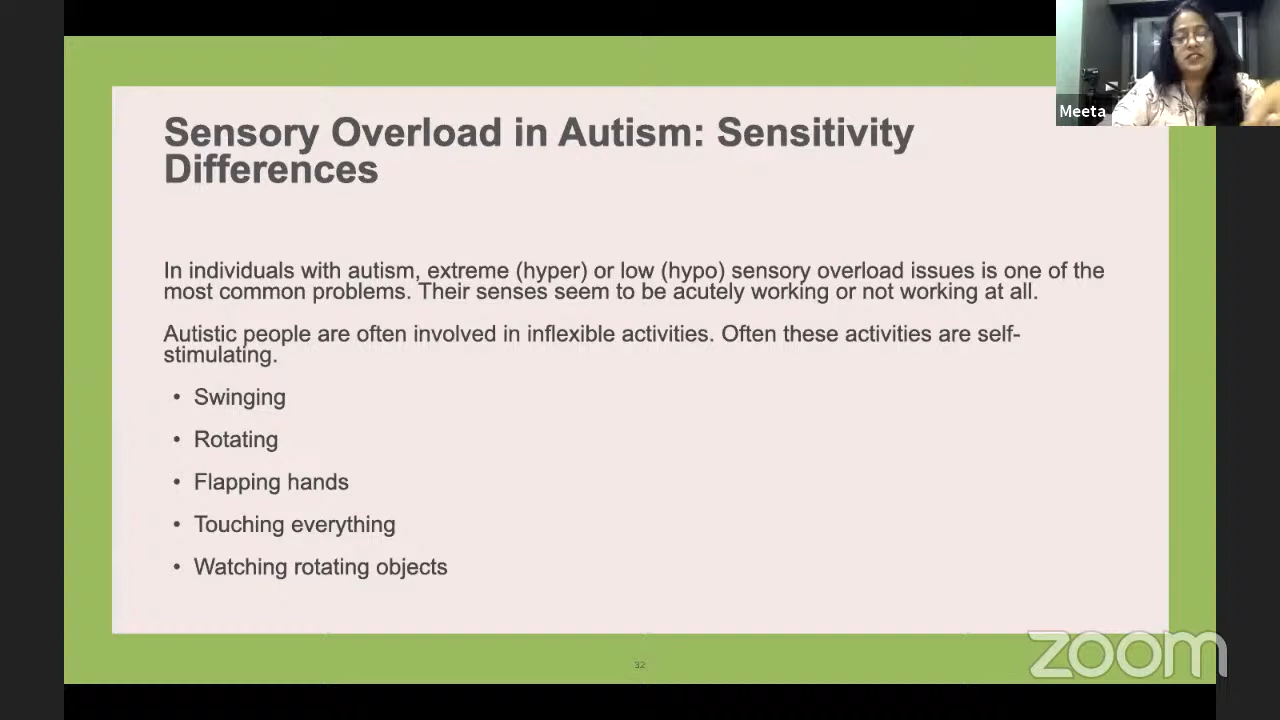 Meeta
Sensory Overload in Autism: Sensitivity
Differences
In individuals with autism, extreme (hyper) or low (hypo) sensory overload issues is one of the
most common problems. Their senses seem to be acutely working or not working at all.
Autistic people are often involved in inflexible activities. Often these activities are self-
stimulating.
• Swinging
• Rotating
• Flapping hands
• Touching everything
• Watching rotating objects
32
zoom